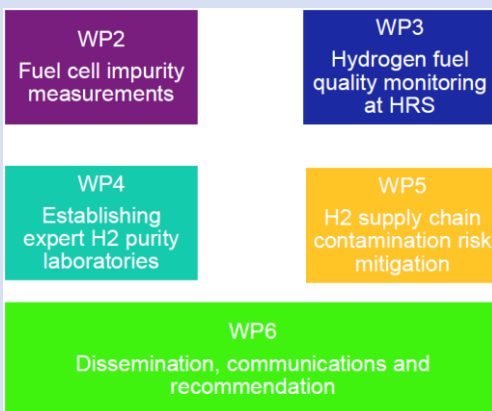 WP2
Fuel cell impurity
measurements
WP3
Hydrogen fuel
quality monitoring
at HRS
WP4
Establishing
expert H2 purity
laboratories
WP5
H2 supply chain
contamination risk
mitigation
WP6
Dissemination, communications and
recommendation